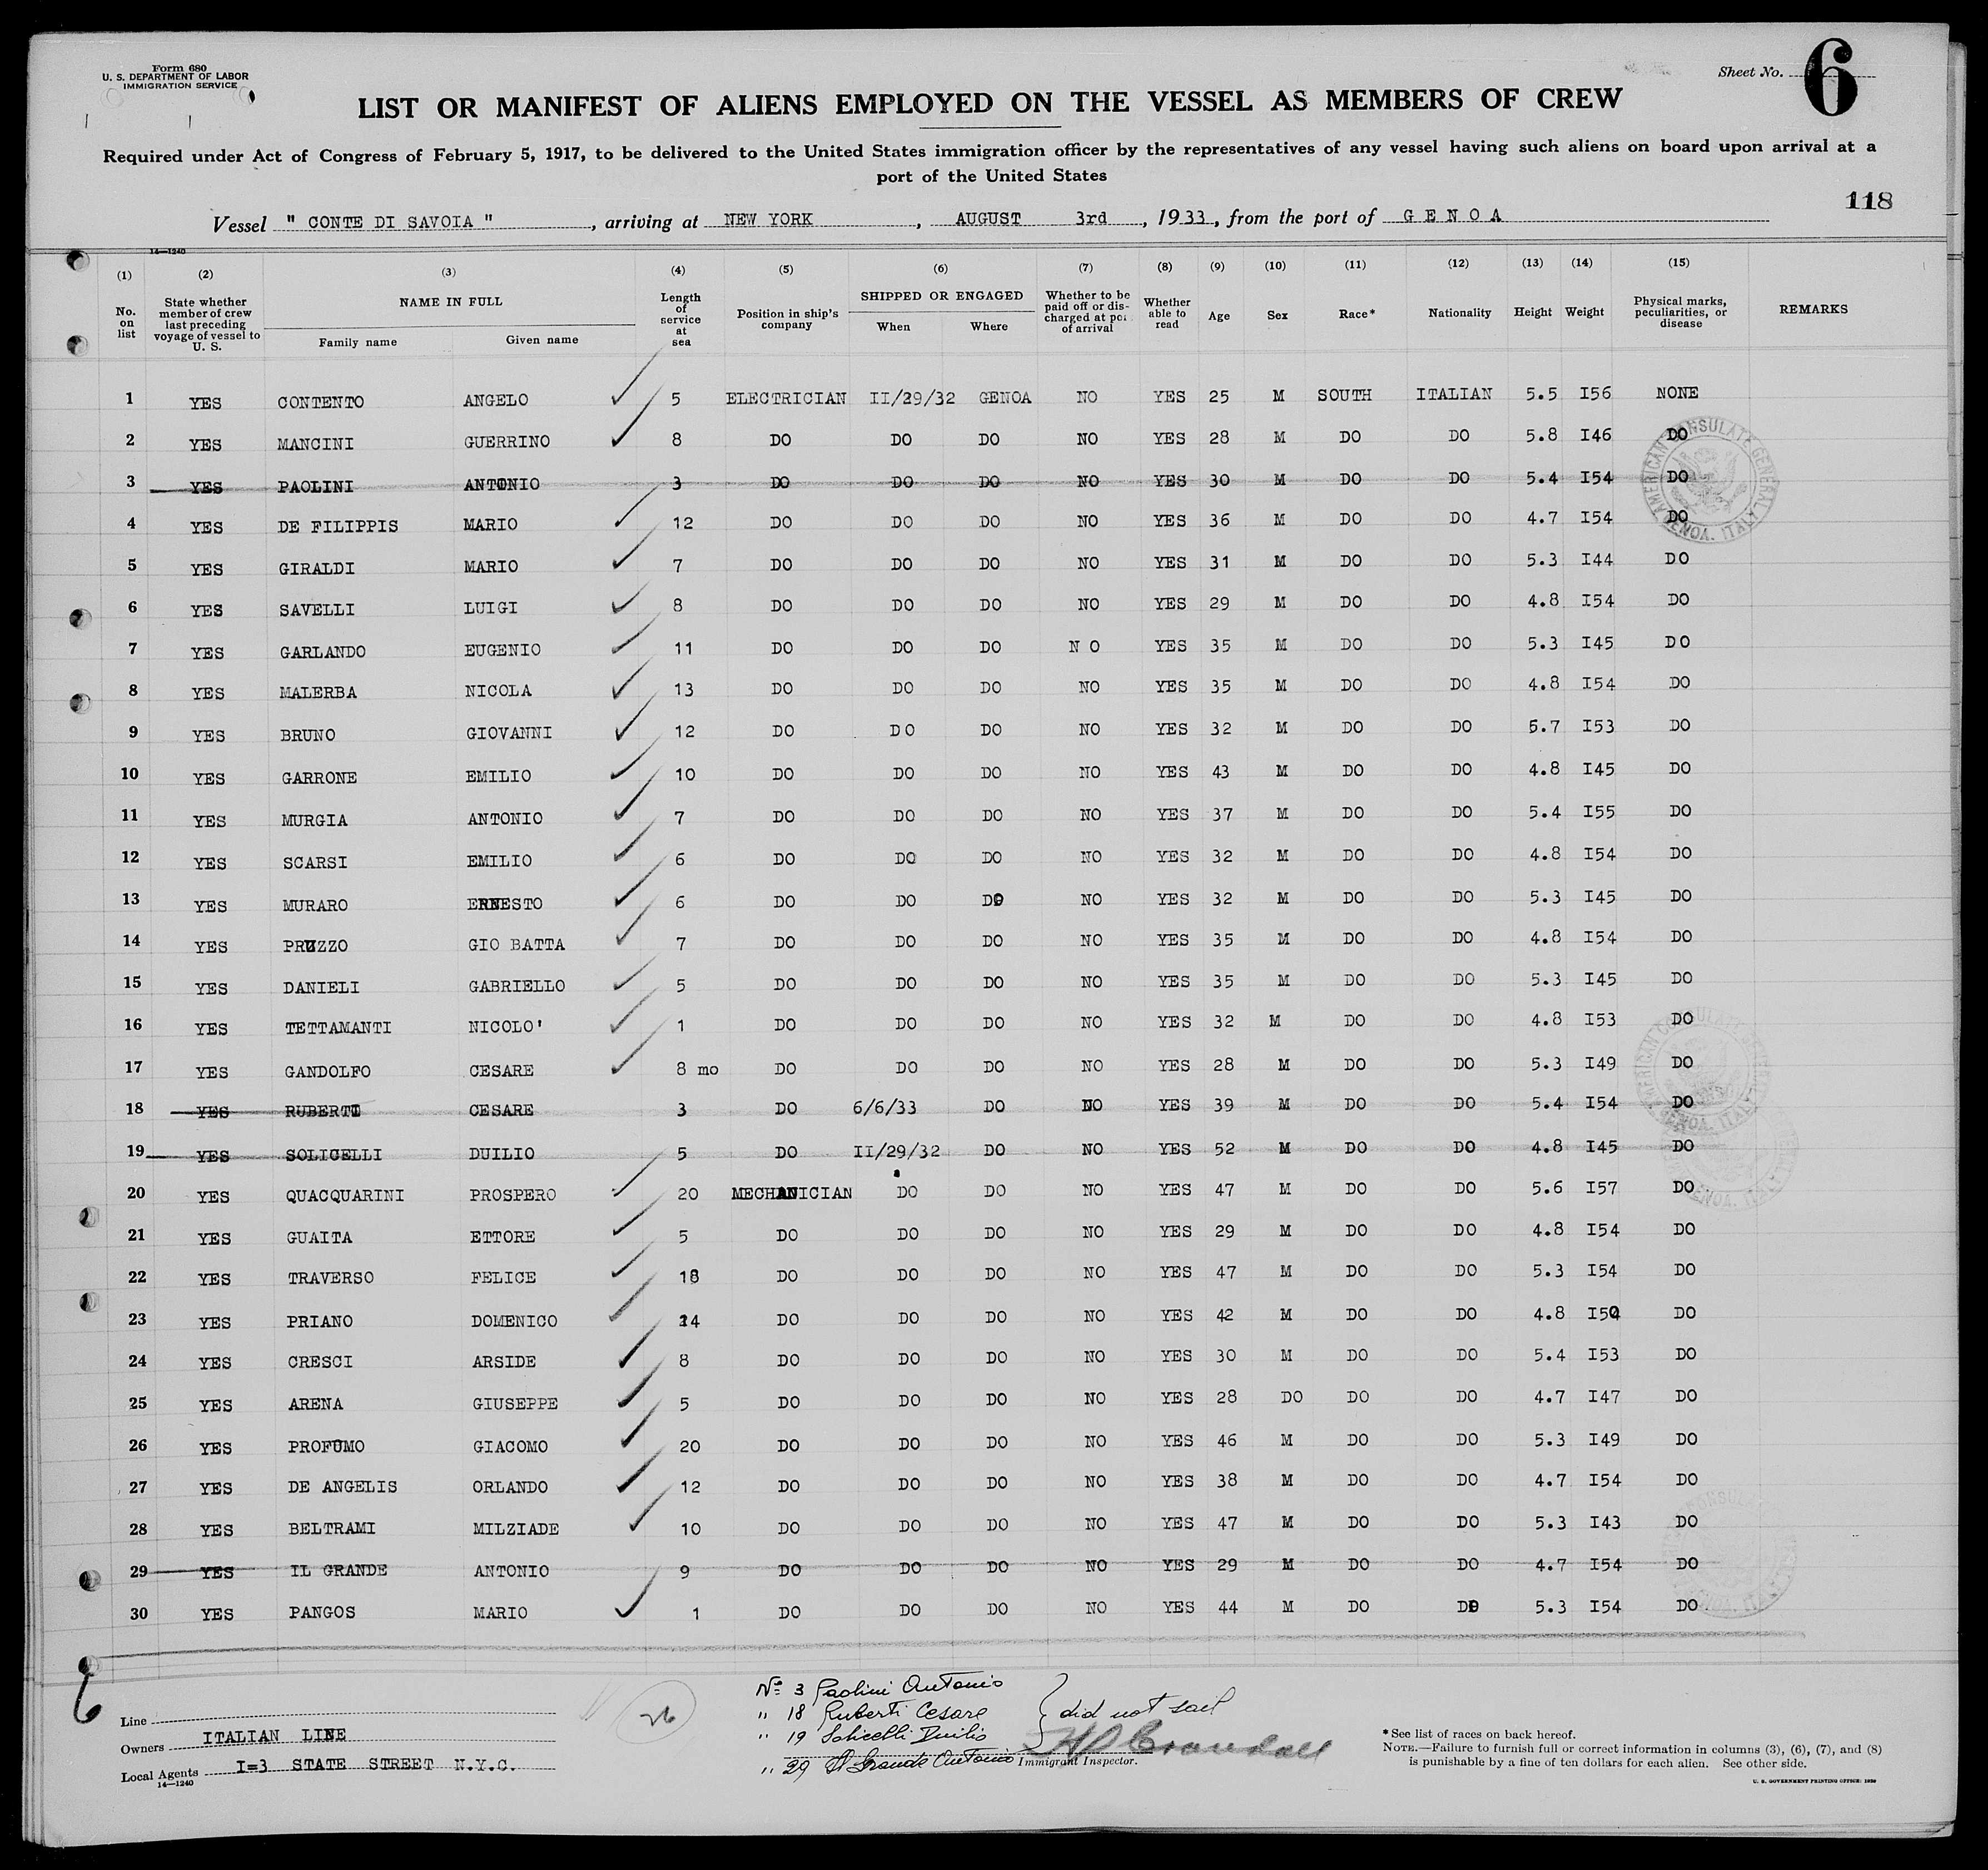 Form 680
U. S. DEPARTMENT OF LABOR
IMMIGRATION SERVICE
Sheet No. 6
LIST OR MANIFEST OF ALIENS EMPLOYED ON THE VESSEL AS MEMBERS OF CREW
Required under Act of Congress of February 5, 1917, to be delivered to the United States immigration officer by the representatives of any vessel having such aliens on board upon arrival at a
port of the United States
118
Vessel " CONTE DI SAVOIA ", arriving at NEW YORK, AUGUST 3rd, 1933, from the port of GENOA
14—1240
(1) (2) (3) (4) (5) (6) (7) (8) (9) (10) (11) (12) (13) (14) (15)
No. on list | State whether member of crew last preceding voyage of vessel to U. S. | NAME IN FULL Family name Given name | Length of service at sea | Position in ship's company | SHIPPED OR ENGAGED When Where | Whether to be paid off or discharged at port of arrival | Whether able to read | Age | Sex | Race* | Nationality | Height | Weight | Physical marks, peculiarities, or disease | REMARKS
1 YES CONTENTO ANGELO 5 ELECTRICIAN II/29/32 GENOA NO YES 25 M SOUTH ITALIAN 5.5 I56 NONE
2 YES MANCINI GUERRINO 8 DO DO DO NO YES 28 M DO DO 5.8 I46 DO
3 YES PAOLINI ANTONIO 3 DO DO DO NO YES 30 M DO DO 5.4 I54 DO
4 YES DE FILIPPIS MARIO 12 DO DO DO NO YES 36 M DO DO 4.7 I54 DO
5 YES GIRALDI MARIO 7 DO DO DO NO YES 31 M DO DO 5.3 I44 DO
6 YES SAVELLI LUIGI 8 DO DO DO NO YES 29 M DO DO 4.8 I54 DO
7 YES GARLANDO EUGENIO 11 DO DO DO N O YES 35 M DO DO 5.3 I45 DO
8 YES MALERBA NICOLA 13 DO DO DO NO YES 35 M DO DO 4.8 I54 DO
9 YES BRUNO GIOVANNI 12 DO DO DO NO YES 32 M DO DO 5.7 I53 DO
10 YES GARRONE EMILIO 10 DO DO DO NO YES 43 M DO DO 4.8 I45 DO
11 YES MURGIA ANTONIO 7 DO DO DO NO YES 37 M DO DO 5.4 I55 DO
12 YES SCARSI EMILIO 6 DO DO DO NO YES 32 M DO DO 4.8 I54 DO
13 YES MURARO ERNESTO 6 DO DO DO NO YES 32 M DO DO 5.3 I45 DO
14 YES PRUZZO GIO BATTA 7 DO DO DO NO YES 35 M DO DO 4.8 I54 DO
15 YES DANIELI GABRIELLO 5 DO DO DO NO YES 35 M DO DO 5.3 I45 DO
16 YES TETTAMANTI NICOLO' 1 DO DO DO NO YES 32 M DO DO 4.8 I53 DO
17 YES GANDOLFO CESARE 8 mo DO DO DO NO YES 28 M DO DO 5.3 I49 DO
18 YES RUBERTI CESARE 3 DO 6/6/33 DO NO YES 39 M DO DO 5.4 I54 DO
19 YES SOLICELLI DUILIO 5 DO II/29/32 DO NO YES 52 M DO DO 4.8 I45 DO
20 YES QUACQUARINI PROSPERO 20 MECHANICIAN DO DO NO YES 47 M DO DO 5.6 I57 DO
21 YES GUAITA ETTORE 5 DO DO DO NO YES 29 M DO DO 4.8 I54 DO
22 YES TRAVERSO FELICE 18 DO DO DO NO YES 47 M DO DO 5.3 I54 DO
23 YES PRIANO DOMENICO 14 DO DO DO NO YES 42 M DO DO 4.8 I50 DO
24 YES CRESCI ARSIDE 8 DO DO DO NO YES 30 M DO DO 5.4 I53 DO
25 YES ARENA GIUSEPPE 5 DO DO DO NO YES 28 DO DO DO 4.7 I47 DO
26 YES PROFUMO GIACOMO 20 DO DO DO NO YES 46 M DO DO 5.3 I49 DO
27 YES DE ANGELIS ORLANDO 12 DO DO DO NO YES 38 M DO DO 4.7 I54 DO
28 YES BELTRAMI MILZIADE 10 DO DO DO NO YES 47 M DO DO 5.3 I43 DO
29 YES IL GRANDE ANTONIO 9 DO DO DO NO YES 29 M DO DO 4.7 I54 DO
30 YES PANGOS MARIO 1 DO DO DO NO YES 44 M DO DO 5.3 I54 DO
AMERICAN CONSULATE GENERAL GENOA. ITALY
6
26
Nº 3 Paolini Antonio
" 18 Ruberti Cesare
" 19 Solicelli Duilio
" 29 Il Grande Antonio
did not sail
H Crandall
Immigrant Inspector.
Line
Owners ITALIAN LINE
Local Agents I=3 STATE STREET N.Y.C.
14—1240
* See list of races on back hereof.
NOTE.—Failure to furnish full or correct information in columns (3), (6), (7), and (8)
is punishable by a fine of ten dollars for each alien. See other side.
U. S. GOVERNMENT PRINTING OFFICE: